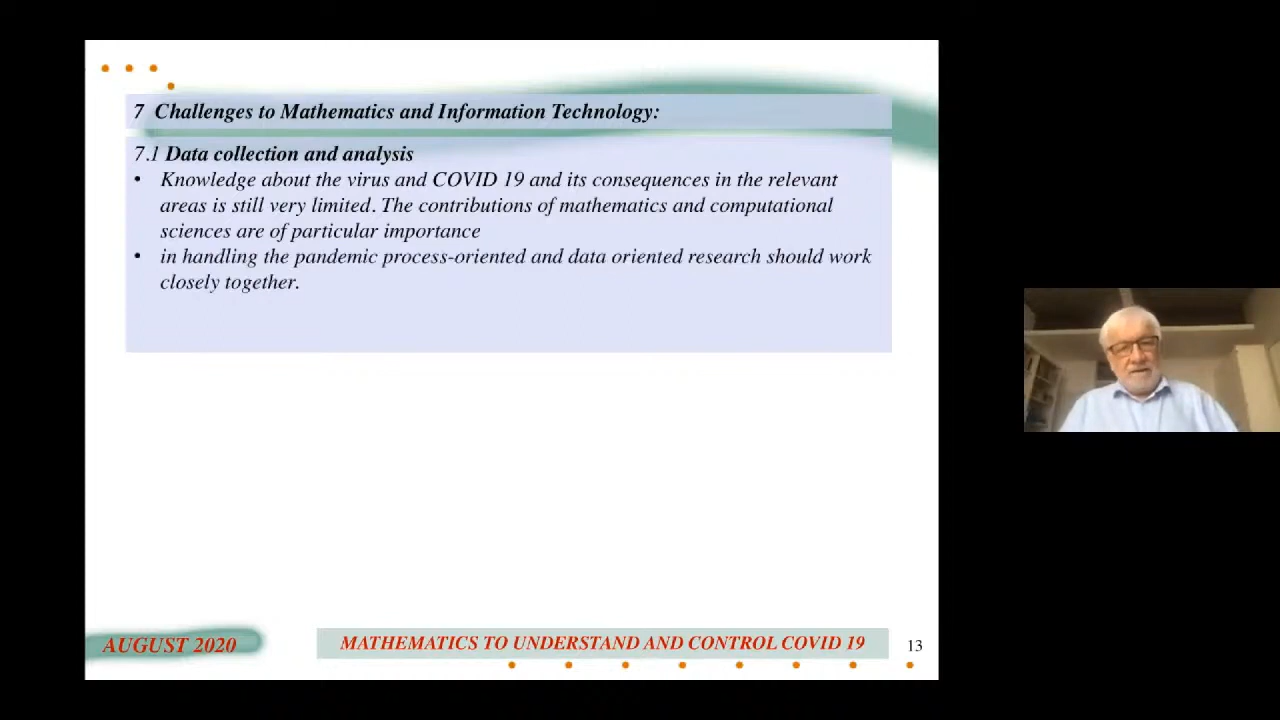 7 Challenges to Mathematics and Information Technology:
7.1 Data collection and analysis
• Knowledge about the virus and COVID 19 and its consequences in the relevant
areas is still very limited. The contributions of mathematics and computational
sciences are of particular importance
• in handling the pandemic process-oriented and data oriented research should work
closely together.
AUGUST 2020
MATHEMATICS TO UNDERSTAND AND CONTROL COVID 19
13